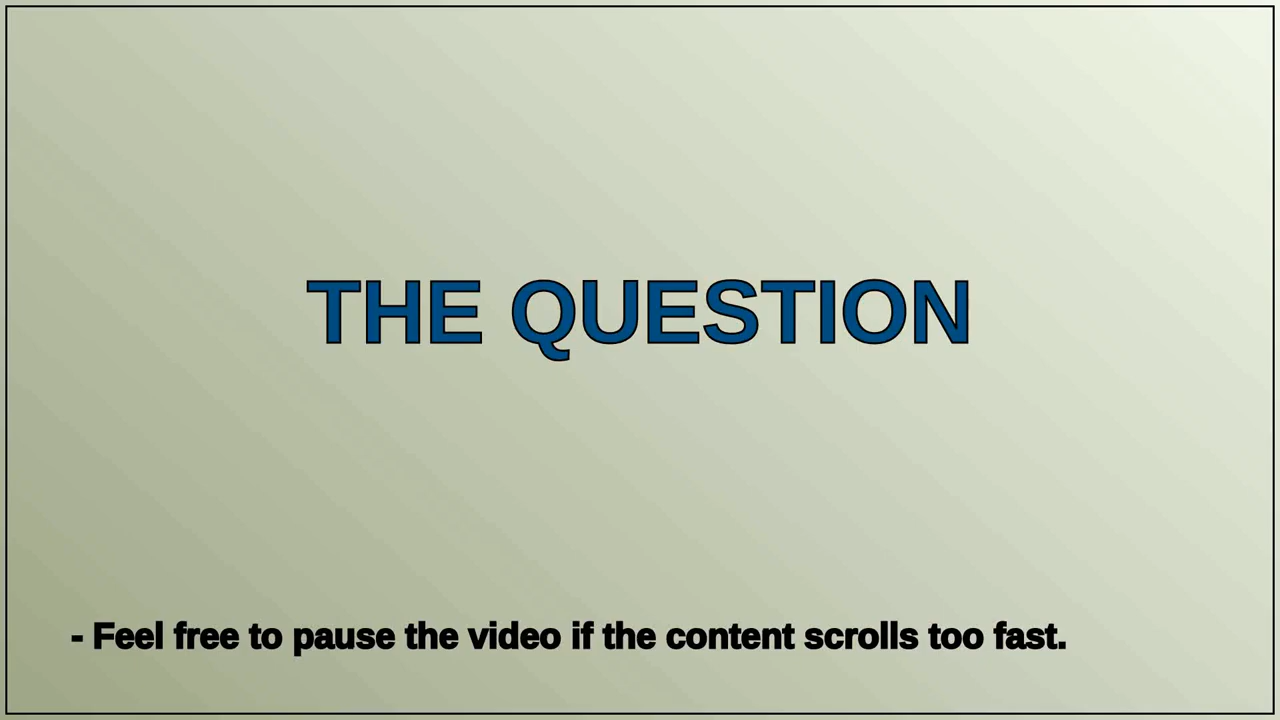 THE QUESTION
- Feel free to pause the video if the content scrolls too fast.